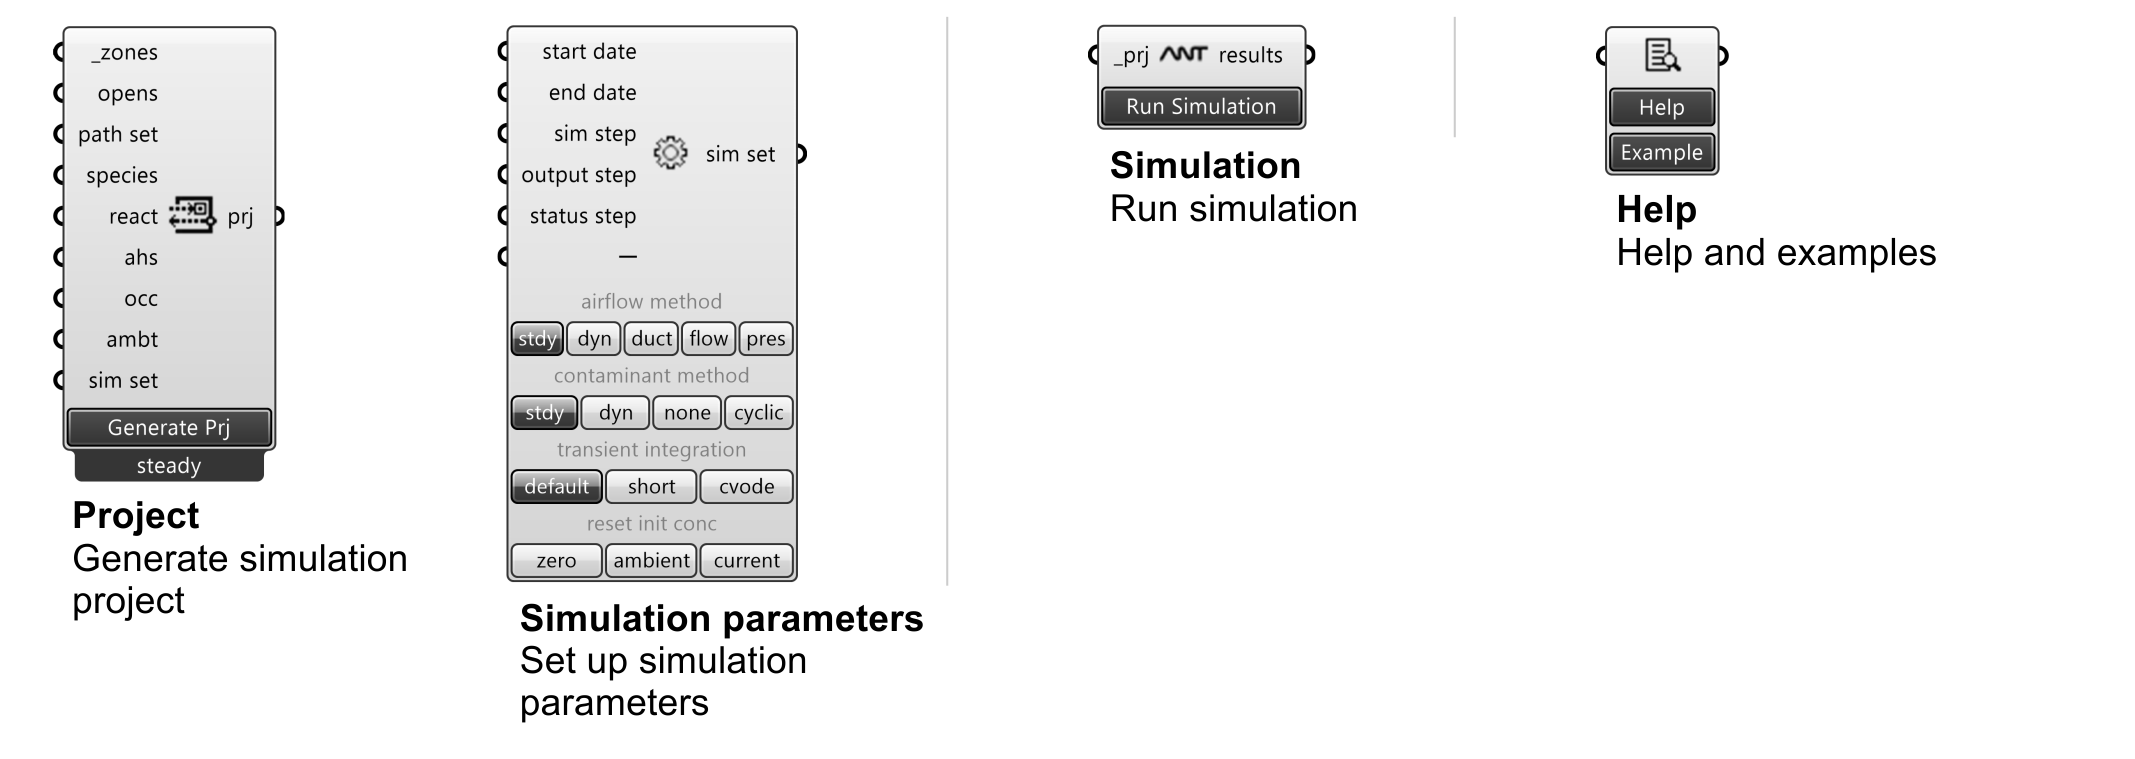 _zones
opens
path set
species
react
prj
ahs
occ
ambt
sim set
Generate Prj
steady
Project
Generate simulation
project
start date
end date
sim step
sim set
output step
status step
—
airflow method
stdy dyn duct flow pres
contaminant method
stdy dyn none cyclic
transient integration
default short cvode
reset init conc
zero ambient current
Simulation parameters
Set up simulation
parameters
_prj ANT results
Run Simulation
Simulation
Run simulation
Help
Example
Help
Help and examples